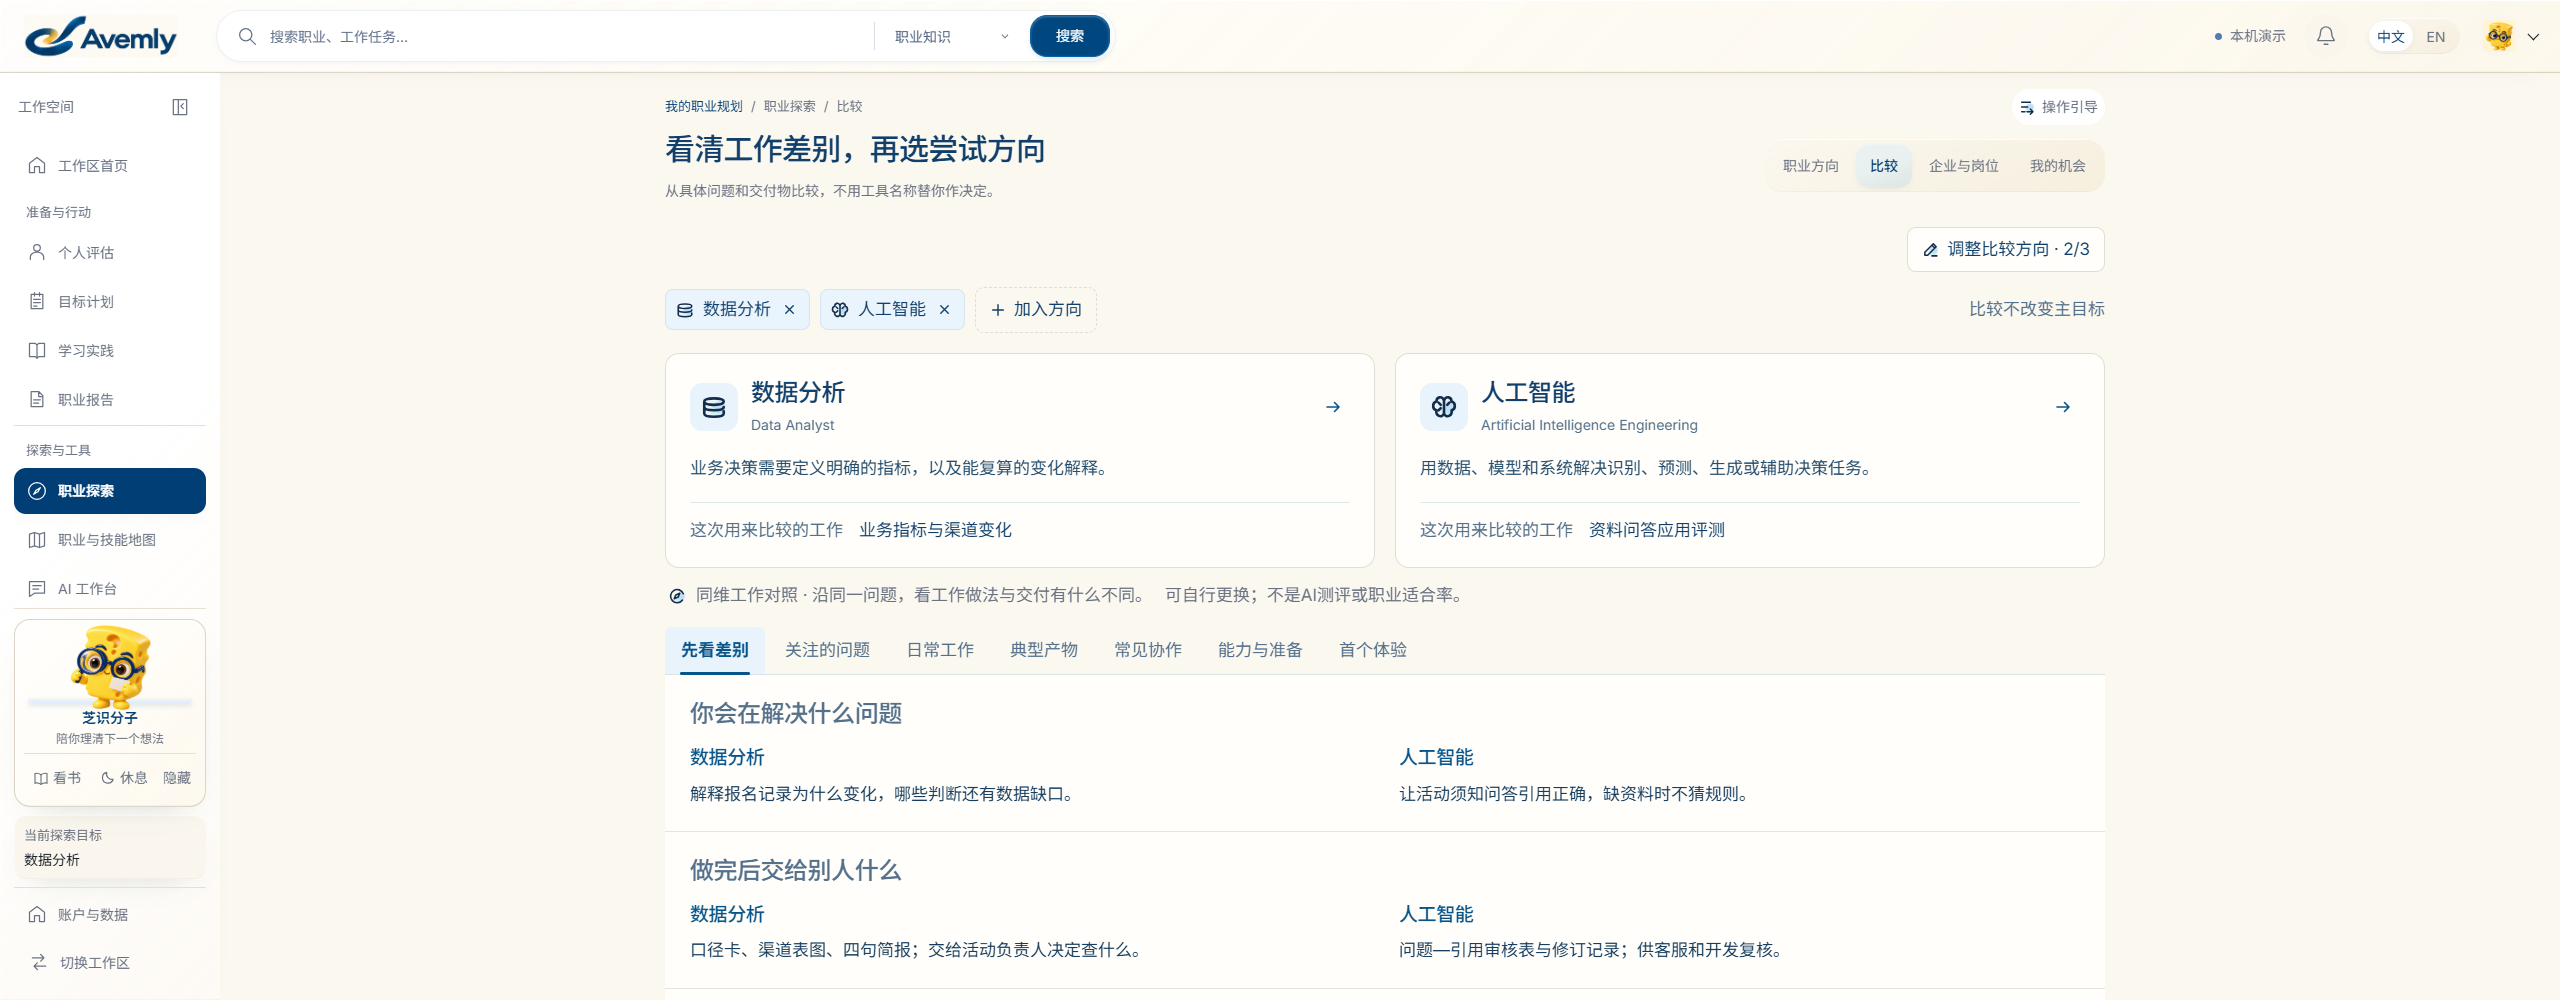 Avemly
搜索职业、工作任务...
职业知识
搜索
本机演示
中文 EN
工作空间
工作区首页
准备与行动
个人评估
目标计划
学习实践
职业报告
探索与工具
职业探索
职业与技能地图
AI 工作台
芝识分子
陪你理清下一个想法
看书 休息 隐藏
当前探索目标
数据分析
账户与数据
切换工作区
我的职业规划 / 职业探索 / 比较
操作引导
看清工作差别，再选尝试方向
从具体问题和交付物比较，不用工具名称替你作决定。
职业方向 比较 企业与岗位 我的机会
调整比较方向 · 2/3
数据分析 × 人工智能 × + 加入方向
比较不改变主目标
数据分析
Data Analyst
业务决策需要定义明确的指标，以及能复算的变化解释。
这次用来比较的工作 业务指标与渠道变化
人工智能
Artificial Intelligence Engineering
用数据、模型和系统解决识别、预测、生成或辅助决策任务。
这次用来比较的工作 资料问答应用评测
同维工作对照 · 沿同一问题，看工作做法与交付有什么不同。 可自行更换；不是AI测评或职业适合率。
先看差别 关注的问题 日常工作 典型产物 常见协作 能力与准备 首个体验
你会在解决什么问题
数据分析
解释报名记录为什么变化，哪些判断还有数据缺口。
人工智能
让活动须知问答引用正确，缺资料时不猜规则。
做完后交给别人什么
数据分析
口径卡、渠道表图、四句简报；交给活动负责人决定查什么。
人工智能
问题—引用审核表与修订记录；供客服和开发复核。